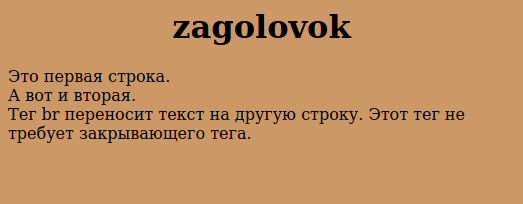 zagolovok
Это первая строка.
А вот и вторая.
Тег br переносит текст на другую строку. Этот тег не
требует закрывающего тега.